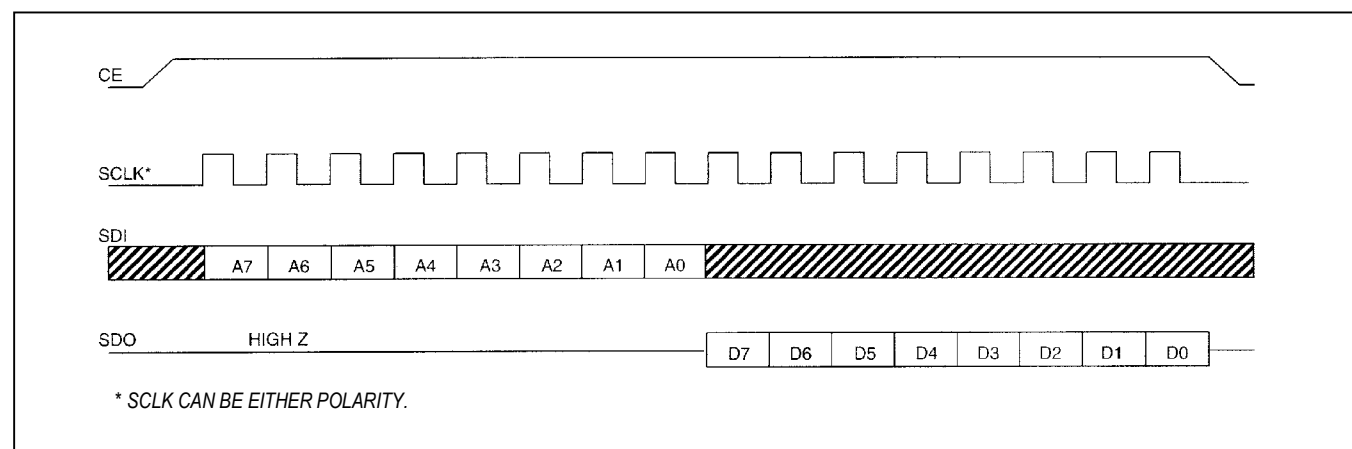 CE
SCLK*
SDI
A7 A6 A5 A4 A3 A2 A1 A0
SDO HIGH Z
D7 D6 D5 D4 D3 D2 D1 D0
* SCLK CAN BE EITHER POLARITY.